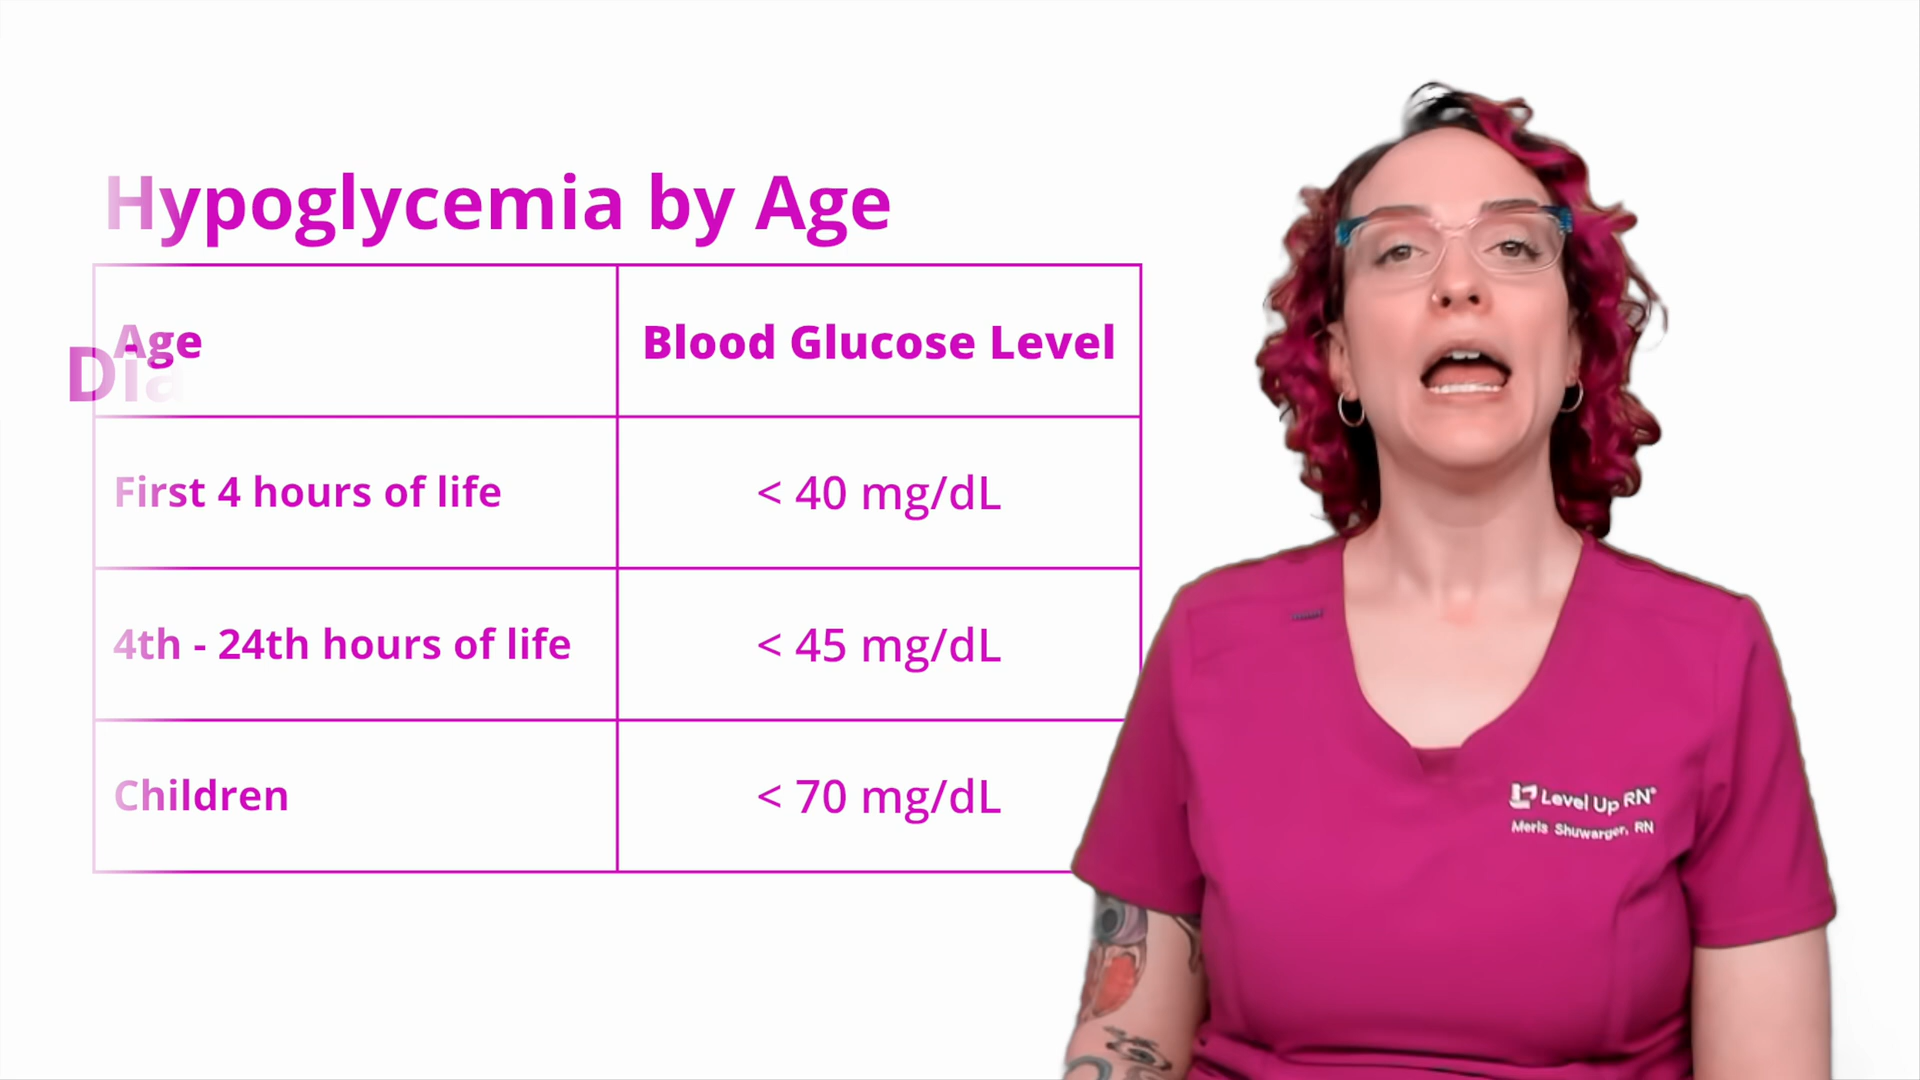 Hypoglycemia by Age
Age
Blood Glucose Level
Dia
First 4 hours of life
< 40 mg/dL
4th - 24th hours of life
< 45 mg/dL
Children
< 70 mg/dL
Level Up RN
Meris Shuwarger, RN